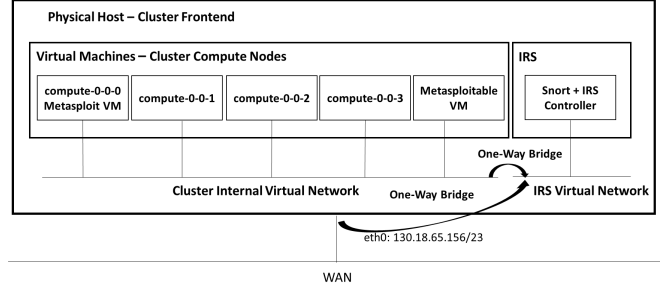 Physical Host – Cluster Frontend
Virtual Machines – Cluster Compute Nodes
IRS
compute-0-0-0
Metasploit VM
compute-0-0-1
compute-0-0-2
compute-0-0-3
Metasploitable
VM
Snort + IRS
Controller
One-Way Bridge
Cluster Internal Virtual Network
One-Way Bridge
IRS Virtual Network
eth0: 130.18.65.156/23
WAN